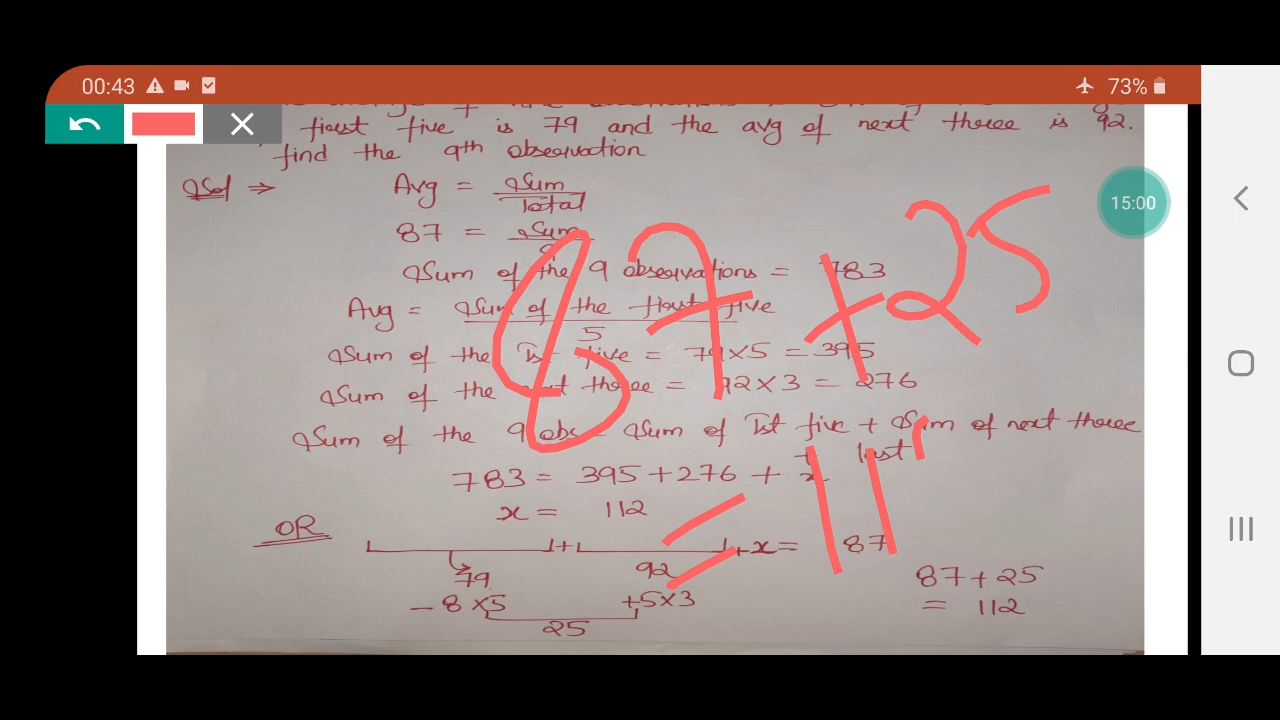 00:43 73%
first five is 79 and the avg of next three is 92.
find the 9th observation
15:00
Sol ⇒ Avg = Sum / Total
87 = Sum / 9
Sum of the 9 observations = 783
Avg = Sum of the first five / 5
Sum of the Ist five = 79×5 = 395
Sum of the next three = 92×3 = 276
Sum of the 9 obs = Sum of Ist five + Sum of next three
+ last
783 = 395+276 + x
x = 112
OR
+ +x = 87
79 92
-8×5 +5×3
25
87+25
= 112
87+25
= 11